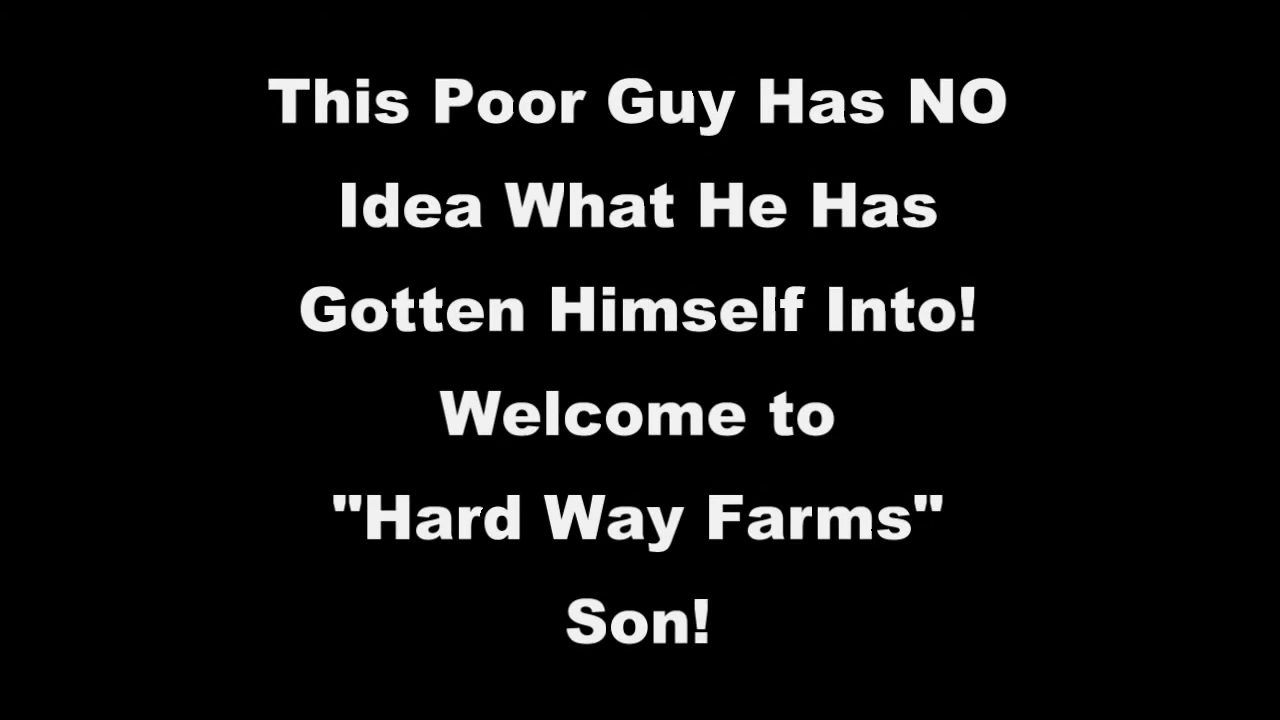 This Poor Guy Has NO
Idea What He Has
Gotten Himself Into!
Welcome to
"Hard Way Farms"
Son!